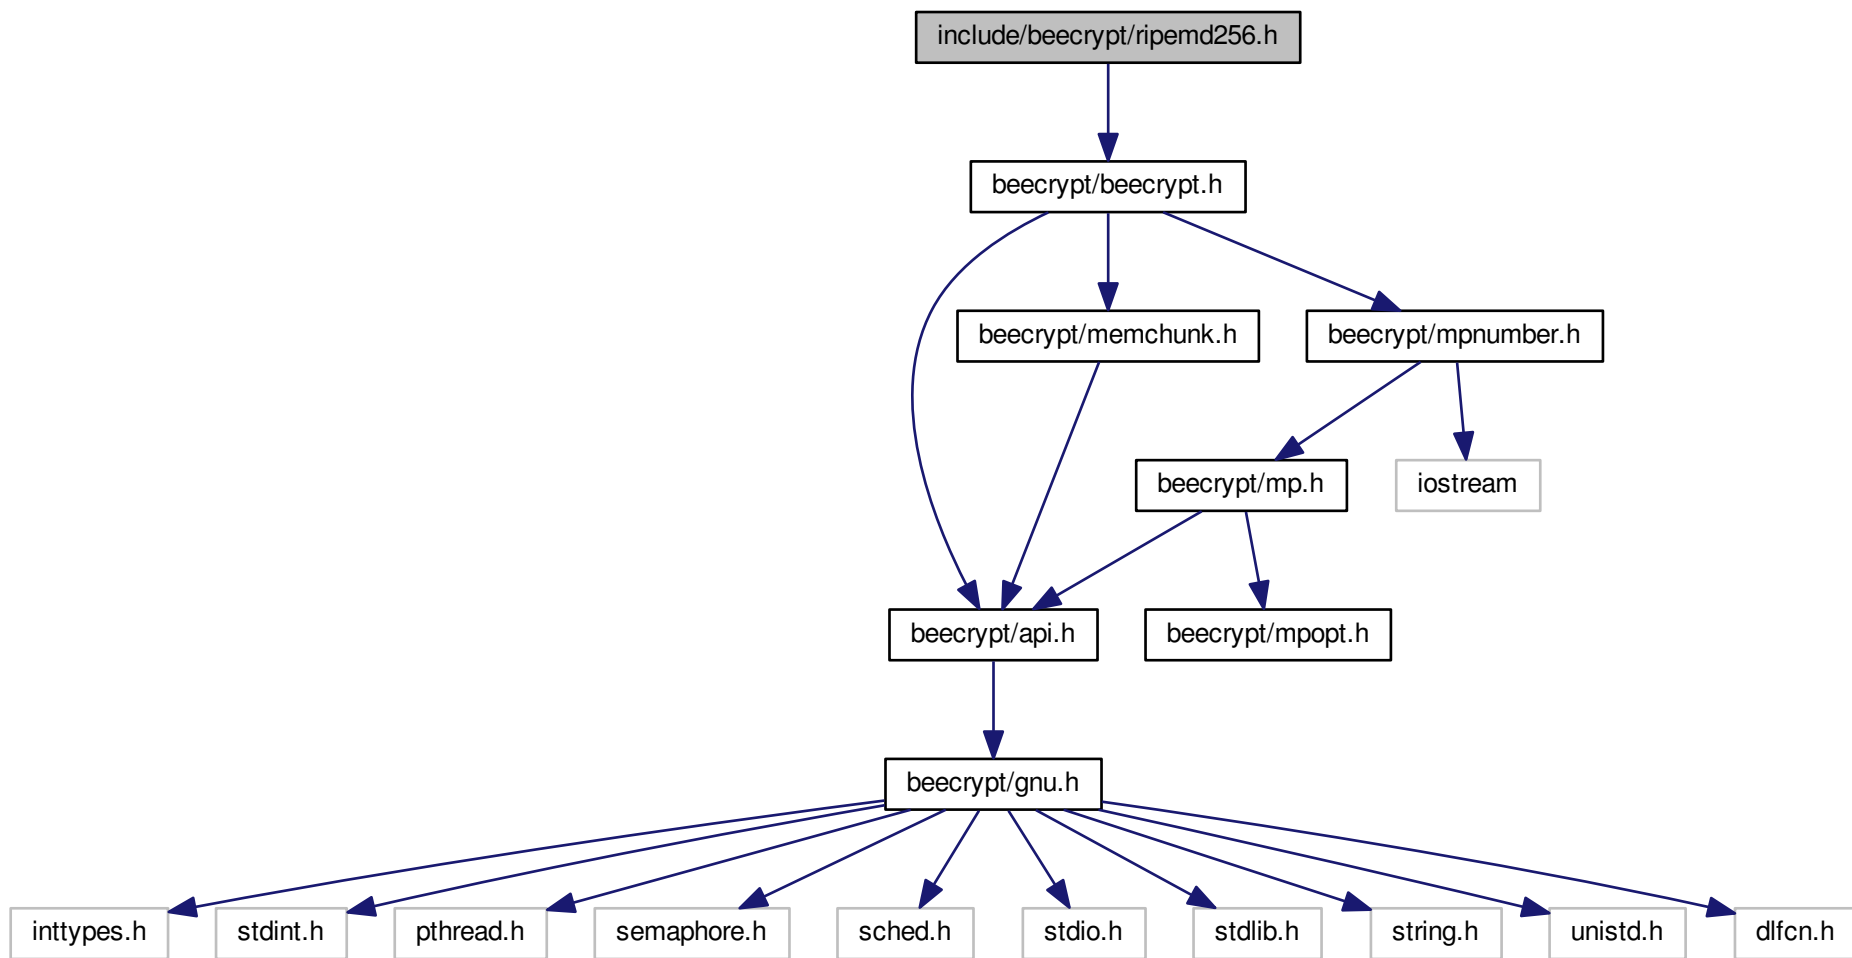 include/beecrypt/ripemd256.h
beecrypt/beecrypt.h
beecrypt/memchunk.h
beecrypt/mpnumber.h
beecrypt/mp.h
iostream
beecrypt/api.h
beecrypt/mpopt.h
beecrypt/gnu.h
inttypes.h
stdint.h
pthread.h
semaphore.h
sched.h
stdio.h
stdlib.h
string.h
unistd.h
dlfcn.h